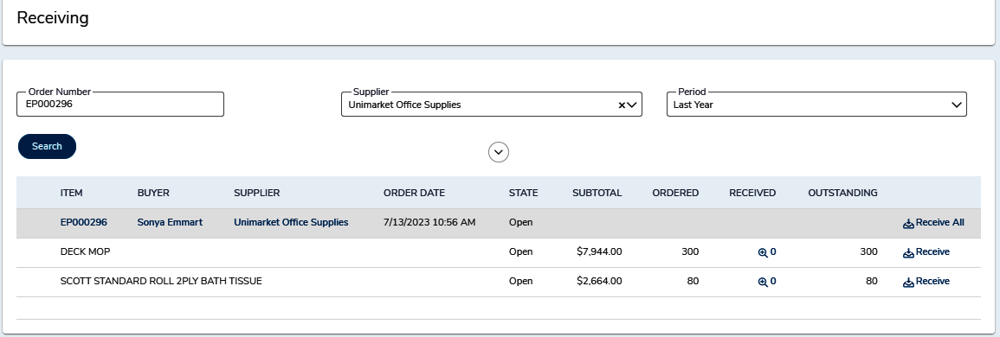 Receiving
Order Number
EP000296
Supplier
Unimarket Office Supplies
Period
Last Year
Search
ITEM BUYER SUPPLIER ORDER DATE STATE SUBTOTAL ORDERED RECEIVED OUTSTANDING
EP000296 Sonya Emmart Unimarket Office Supplies 7/13/2023 10:56 AM Open Receive All
DECK MOP Open $7,944.00 300 0 300 Receive
SCOTT STANDARD ROLL 2PLY BATH TISSUE Open $2,664.00 80 0 80 Receive